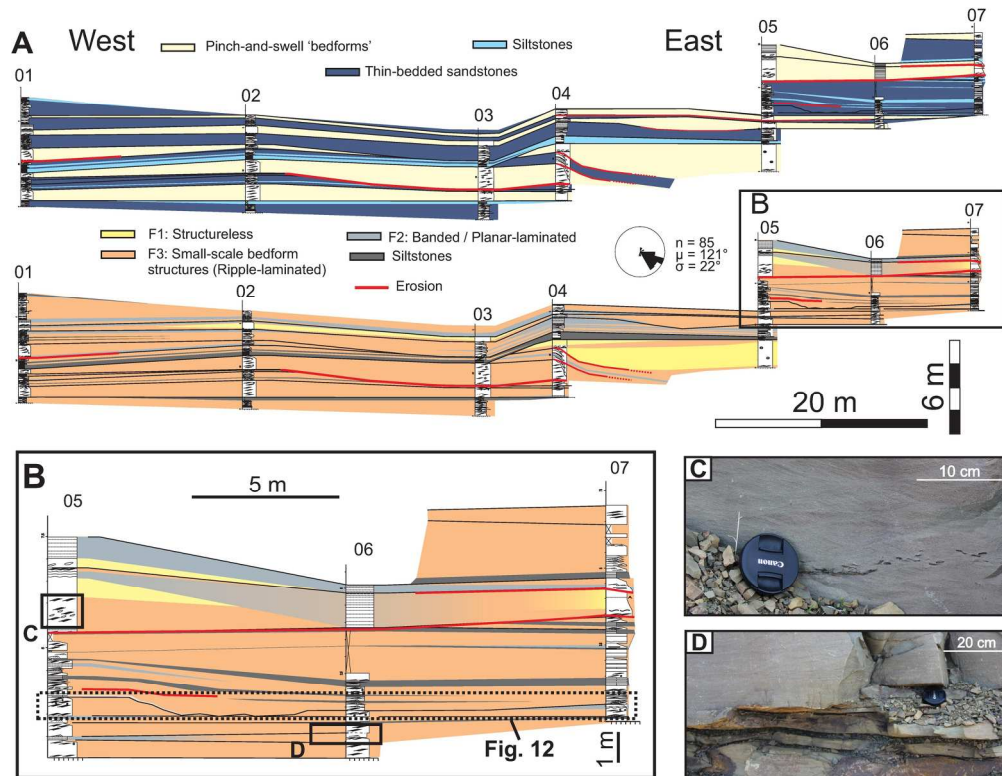 A West East
Pinch-and-swell ‘bedforms’ Siltstones
Thin-bedded sandstones
01 02 03 04 05 06 07
F1: Structureless F2: Banded / Planar-laminated
F3: Small-scale bedform
structures (Ripple-laminated)
Siltstones
Erosion
n = 85
μ = 121°
σ = 22°
B
05 06 07
01 02 03 04
20 m
6 m
B
5 m
05 06 07
C
D
Fig. 12
1 m
C
10 cm
Canon
D
20 cm